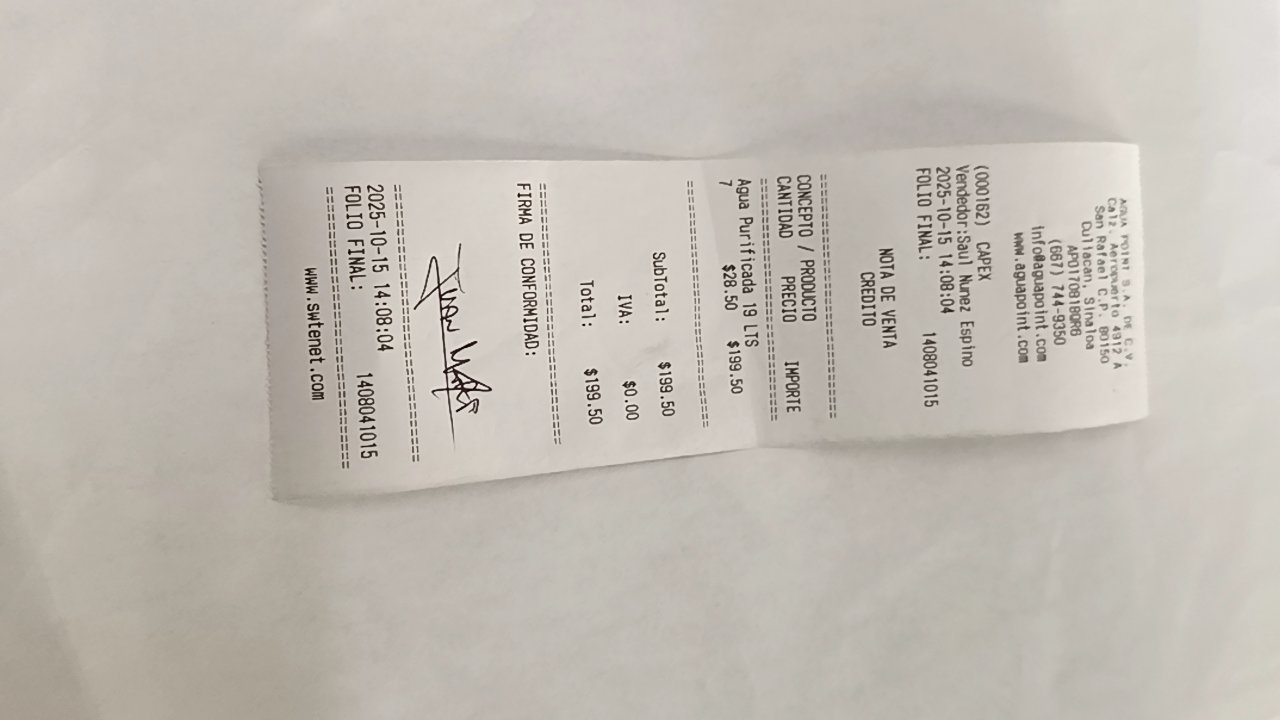 AGUA POINT S.A. DE C.V.
Calz. Aeropuerto 4912 A
San Rafael C.P. 80150
Culiacan, Sinaloa
APO170818QR6
(667) 744-9350
info@aguapoint.com
www.aguapoint.com
(000162) CAPEX
Vendedor:Saul Nunez Espino
2025-10-15 14:08:04
FOLIO FINAL: 1408041015
NOTA DE VENTA
CREDITO
================================
CONCEPTO / PRODUCTO
CANTIDAD PRECIO IMPORTE
================================
Agua Purificada 19 LTS
7 $28.50 $199.50
================================
SubTotal: $199.50
IVA: $0.00
Total: $199.50
================================
FIRMA DE CONFORMIDAD:
Juan
================================
2025-10-15 14:08:04
FOLIO FINAL: 1408041015
================================
www.swtenet.com